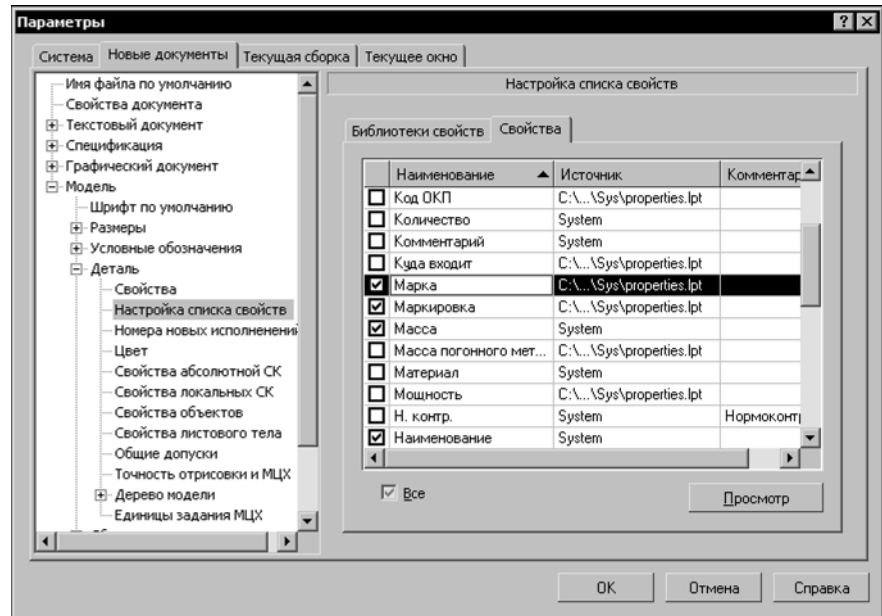 Параметры
Система Новые документы Текущая сборка Текущее окно
Имя файла по умолчанию
Свойства документа
Текстовый документ
Спецификация
Графический документ
Модель
Шрифт по умолчанию
Размеры
Условные обозначения
Деталь
Свойства
Настройка списка свойств
Номера новых исполненений
Цвет
Свойства абсолютной СК
Свойства локальных СК
Свойства объектов
Свойства листового тела
Общие допуски
Точность отрисовки и МЦХ
Дерево модели
Единицы задания МЦХ
Настройка списка свойств
Библиотеки свойств Свойства
Наименование Источник Комментар
Код ОКП C:\...\Sys\properties.lpt
Количество System
Комментарий System
Куда входит C:\...\Sys\properties.lpt
Марка C:\...\Sys\properties.lpt
Маркировка C:\...\Sys\properties.lpt
Масса System
Масса погонного мет... C:\...\Sys\properties.lpt
Материал System
Мощность C:\...\Sys\properties.lpt
Н. контр. System Нормоконт
Наименование System
Все
Просмотр
OK Отмена Справка